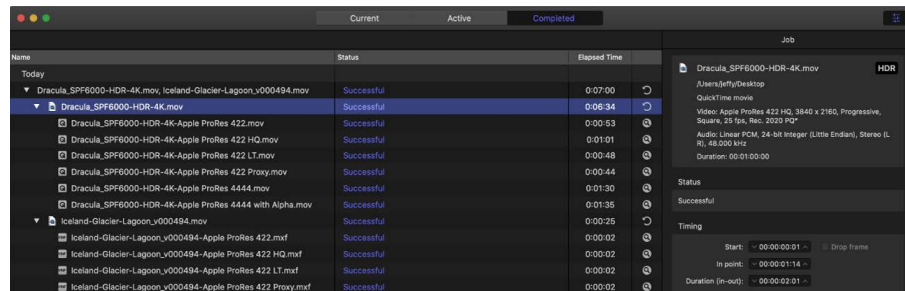 Current Active Completed
Job
Name Status Elapsed Time
Today
Dracula_SPF6000-HDR-4K.mov, Iceland-Glacier-Lagoon_v000494.mov Successful 0:07:00
Dracula_SPF6000-HDR-4K.mov Successful 0:06:34
Dracula_SPF6000-HDR-4K-Apple ProRes 422.mov Successful 0:00:53
Dracula_SPF6000-HDR-4K-Apple ProRes 422 HQ.mov Successful 0:01:01
Dracula_SPF6000-HDR-4K-Apple ProRes 422 LT.mov Successful 0:00:48
Dracula_SPF6000-HDR-4K-Apple ProRes 422 Proxy.mov Successful 0:00:44
Dracula_SPF6000-HDR-4K-Apple ProRes 4444.mov Successful 0:01:30
Dracula_SPF6000-HDR-4K-Apple ProRes 4444 with Alpha.mov Successful 0:01:35
Iceland-Glacier-Lagoon_v000494.mov Successful 0:00:25
Iceland-Glacier-Lagoon_v000494-Apple ProRes 422.mxf Successful 0:00:02
Iceland-Glacier-Lagoon_v000494-Apple ProRes 422 HQ.mxf Successful 0:00:02
Iceland-Glacier-Lagoon_v000494-Apple ProRes 422 LT.mxf Successful 0:00:02
Iceland-Glacier-Lagoon_v000494-Apple ProRes 422 Proxy.mxf Successful 0:00:02
Dracula_SPF6000-HDR-4K.mov HDR
/Users/jeffy/Desktop
QuickTime movie
Video: Apple ProRes 422 HQ, 3840 x 2160, Progressive,
Square, 25 fps, Rec. 2020 PQ*
Audio: Linear PCM, 24-bit Integer (Little Endian), Stereo (L
R), 48.000 kHz
Duration: 00:01:00:00
Status
Successful
Timing
Start: 00:00:00:01 Drop frame
In point: 00:00:01:14
Duration (in-out): 00:00:02:01